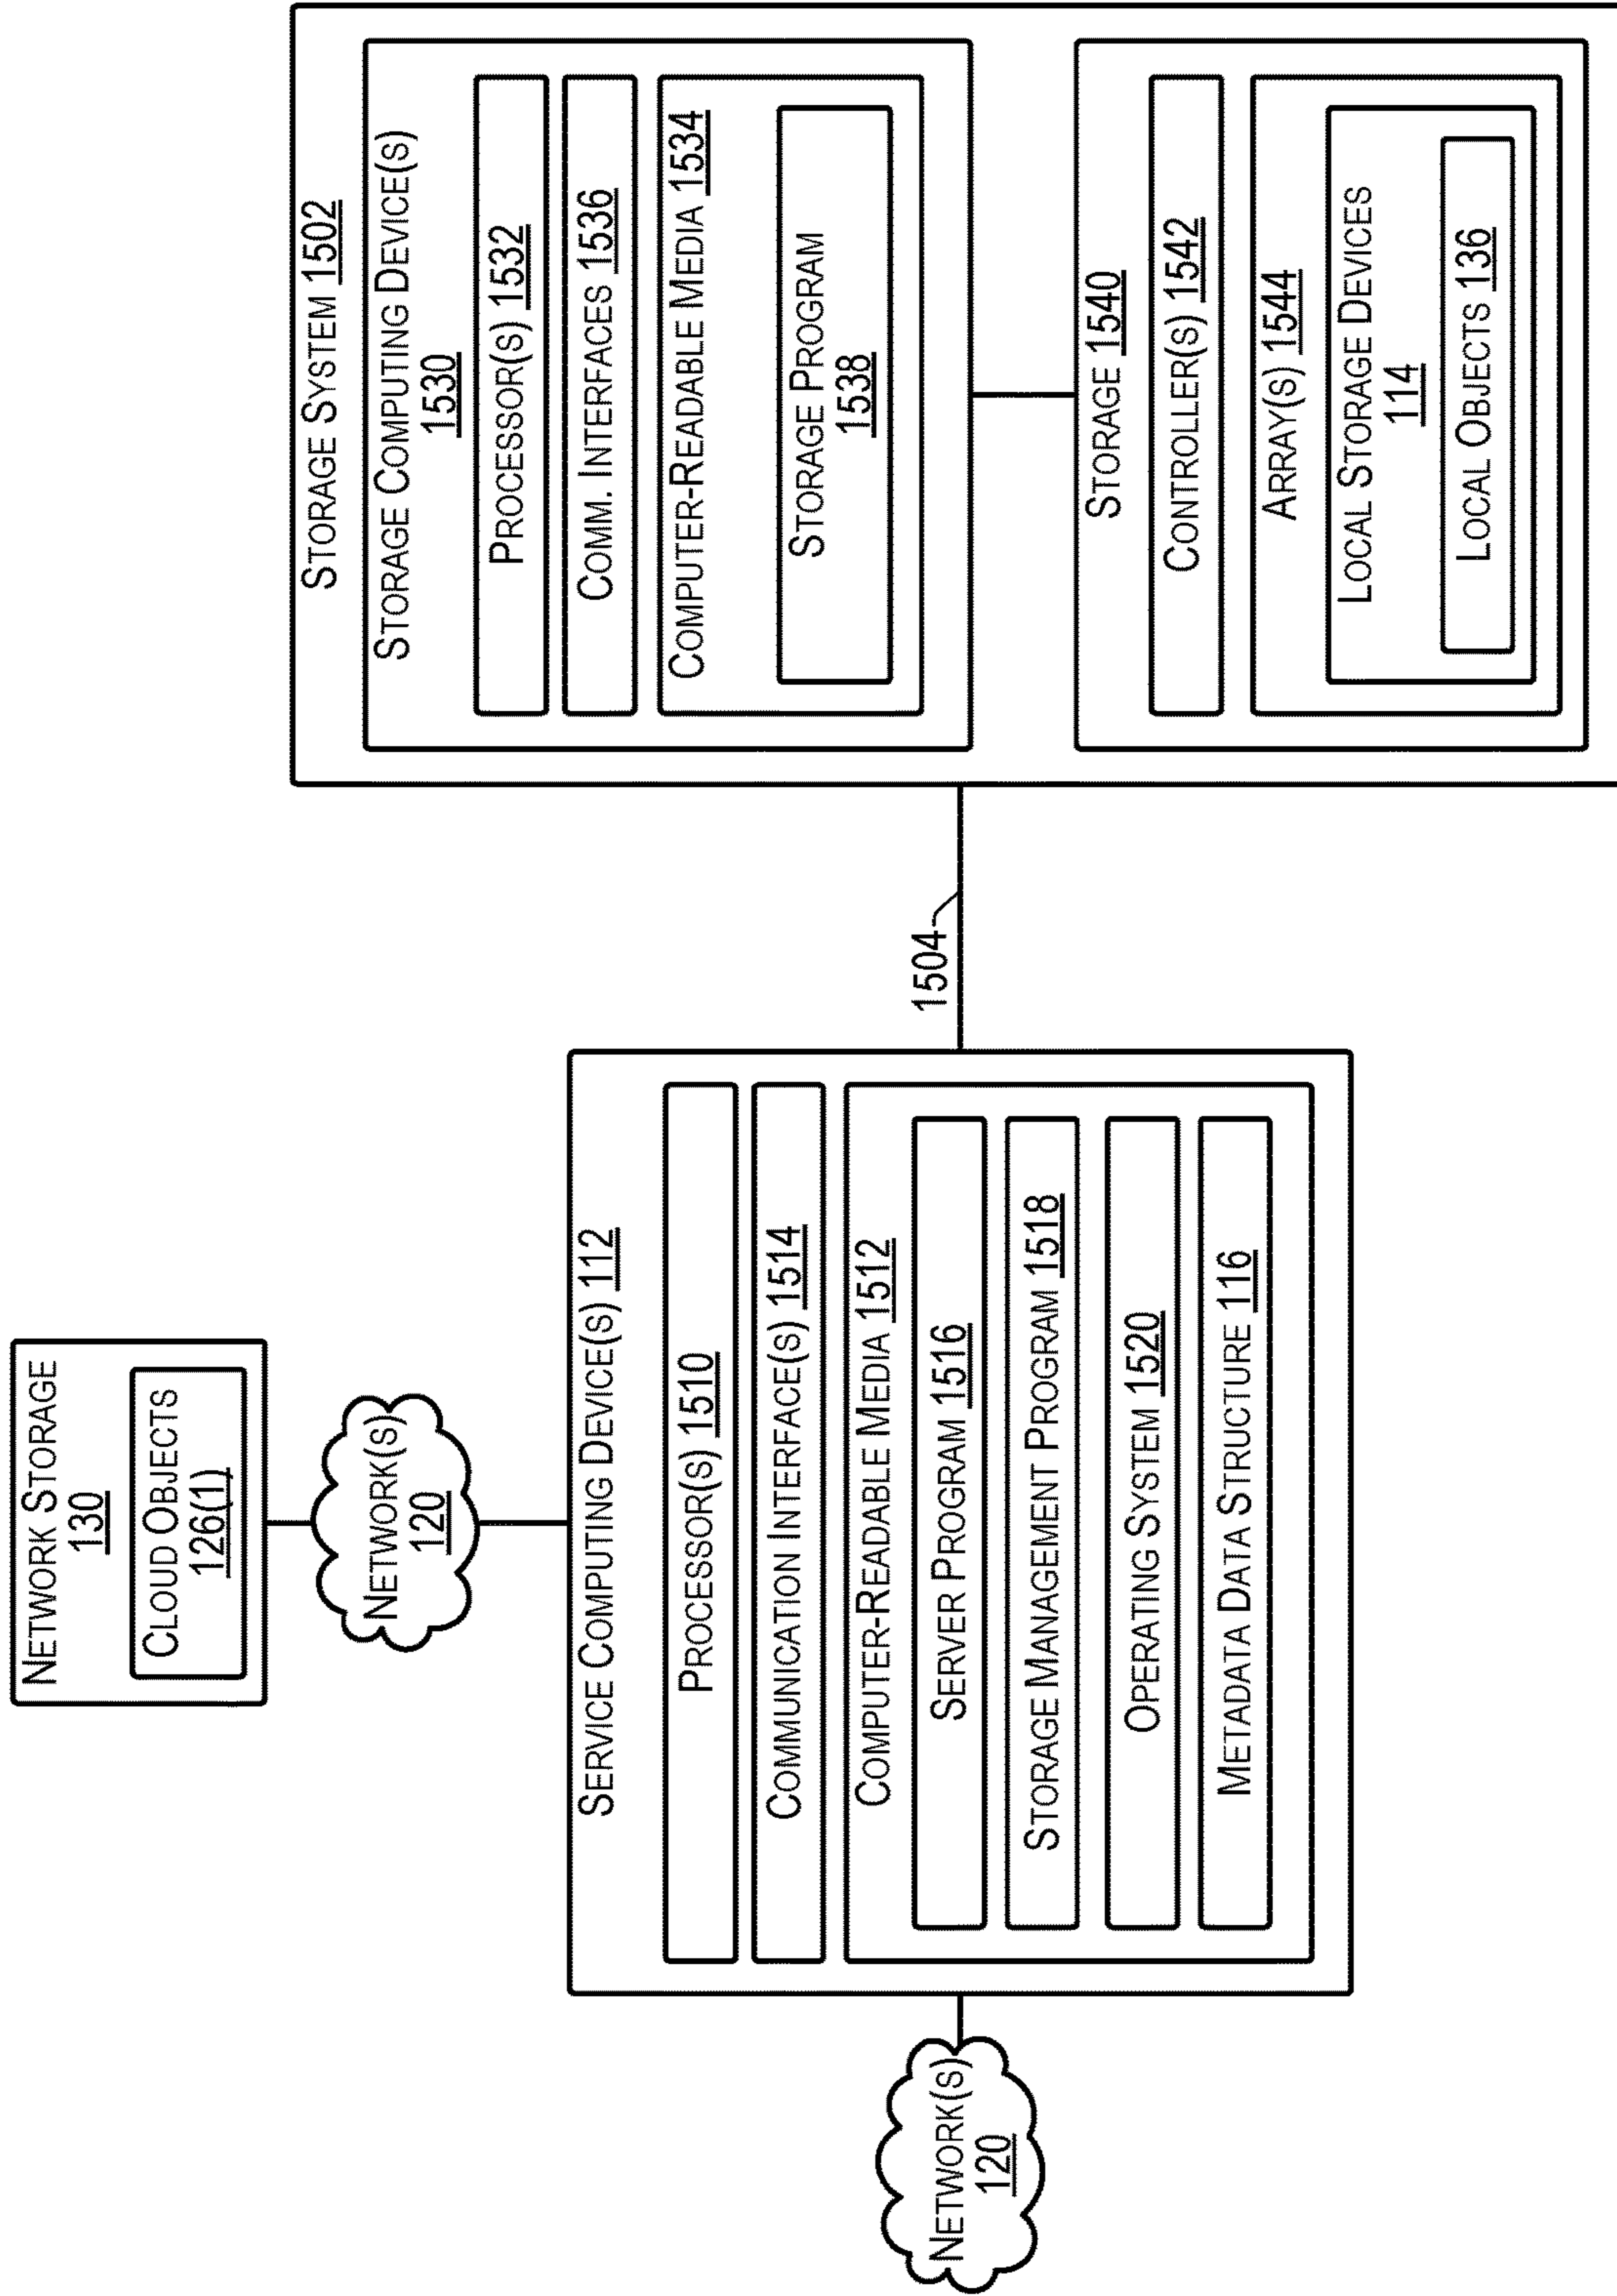 NETWORK STORAGE
130
CLOUD OBJECTS
126(1)
NETWORK(S)
120
NETWORK(S)
120
SERVICE COMPUTING DEVICE(S) 112
PROCESSOR(S) 1510
COMMUNICATION INTERFACE(S) 1514
COMPUTER-READABLE MEDIA 1512
SERVER PROGRAM 1516
STORAGE MANAGEMENT PROGRAM 1518
OPERATING SYSTEM 1520
METADATA DATA STRUCTURE 116
1504
STORAGE SYSTEM 1502
STORAGE COMPUTING DEVICE(S)
1530
PROCESSOR(S) 1532
COMM. INTERFACES 1536
COMPUTER-READABLE MEDIA 1534
STORAGE PROGRAM
1538
STORAGE 1540
CONTROLLER(S) 1542
ARRAY(S) 1544
LOCAL STORAGE DEVICES
114
LOCAL OBJECTS 136